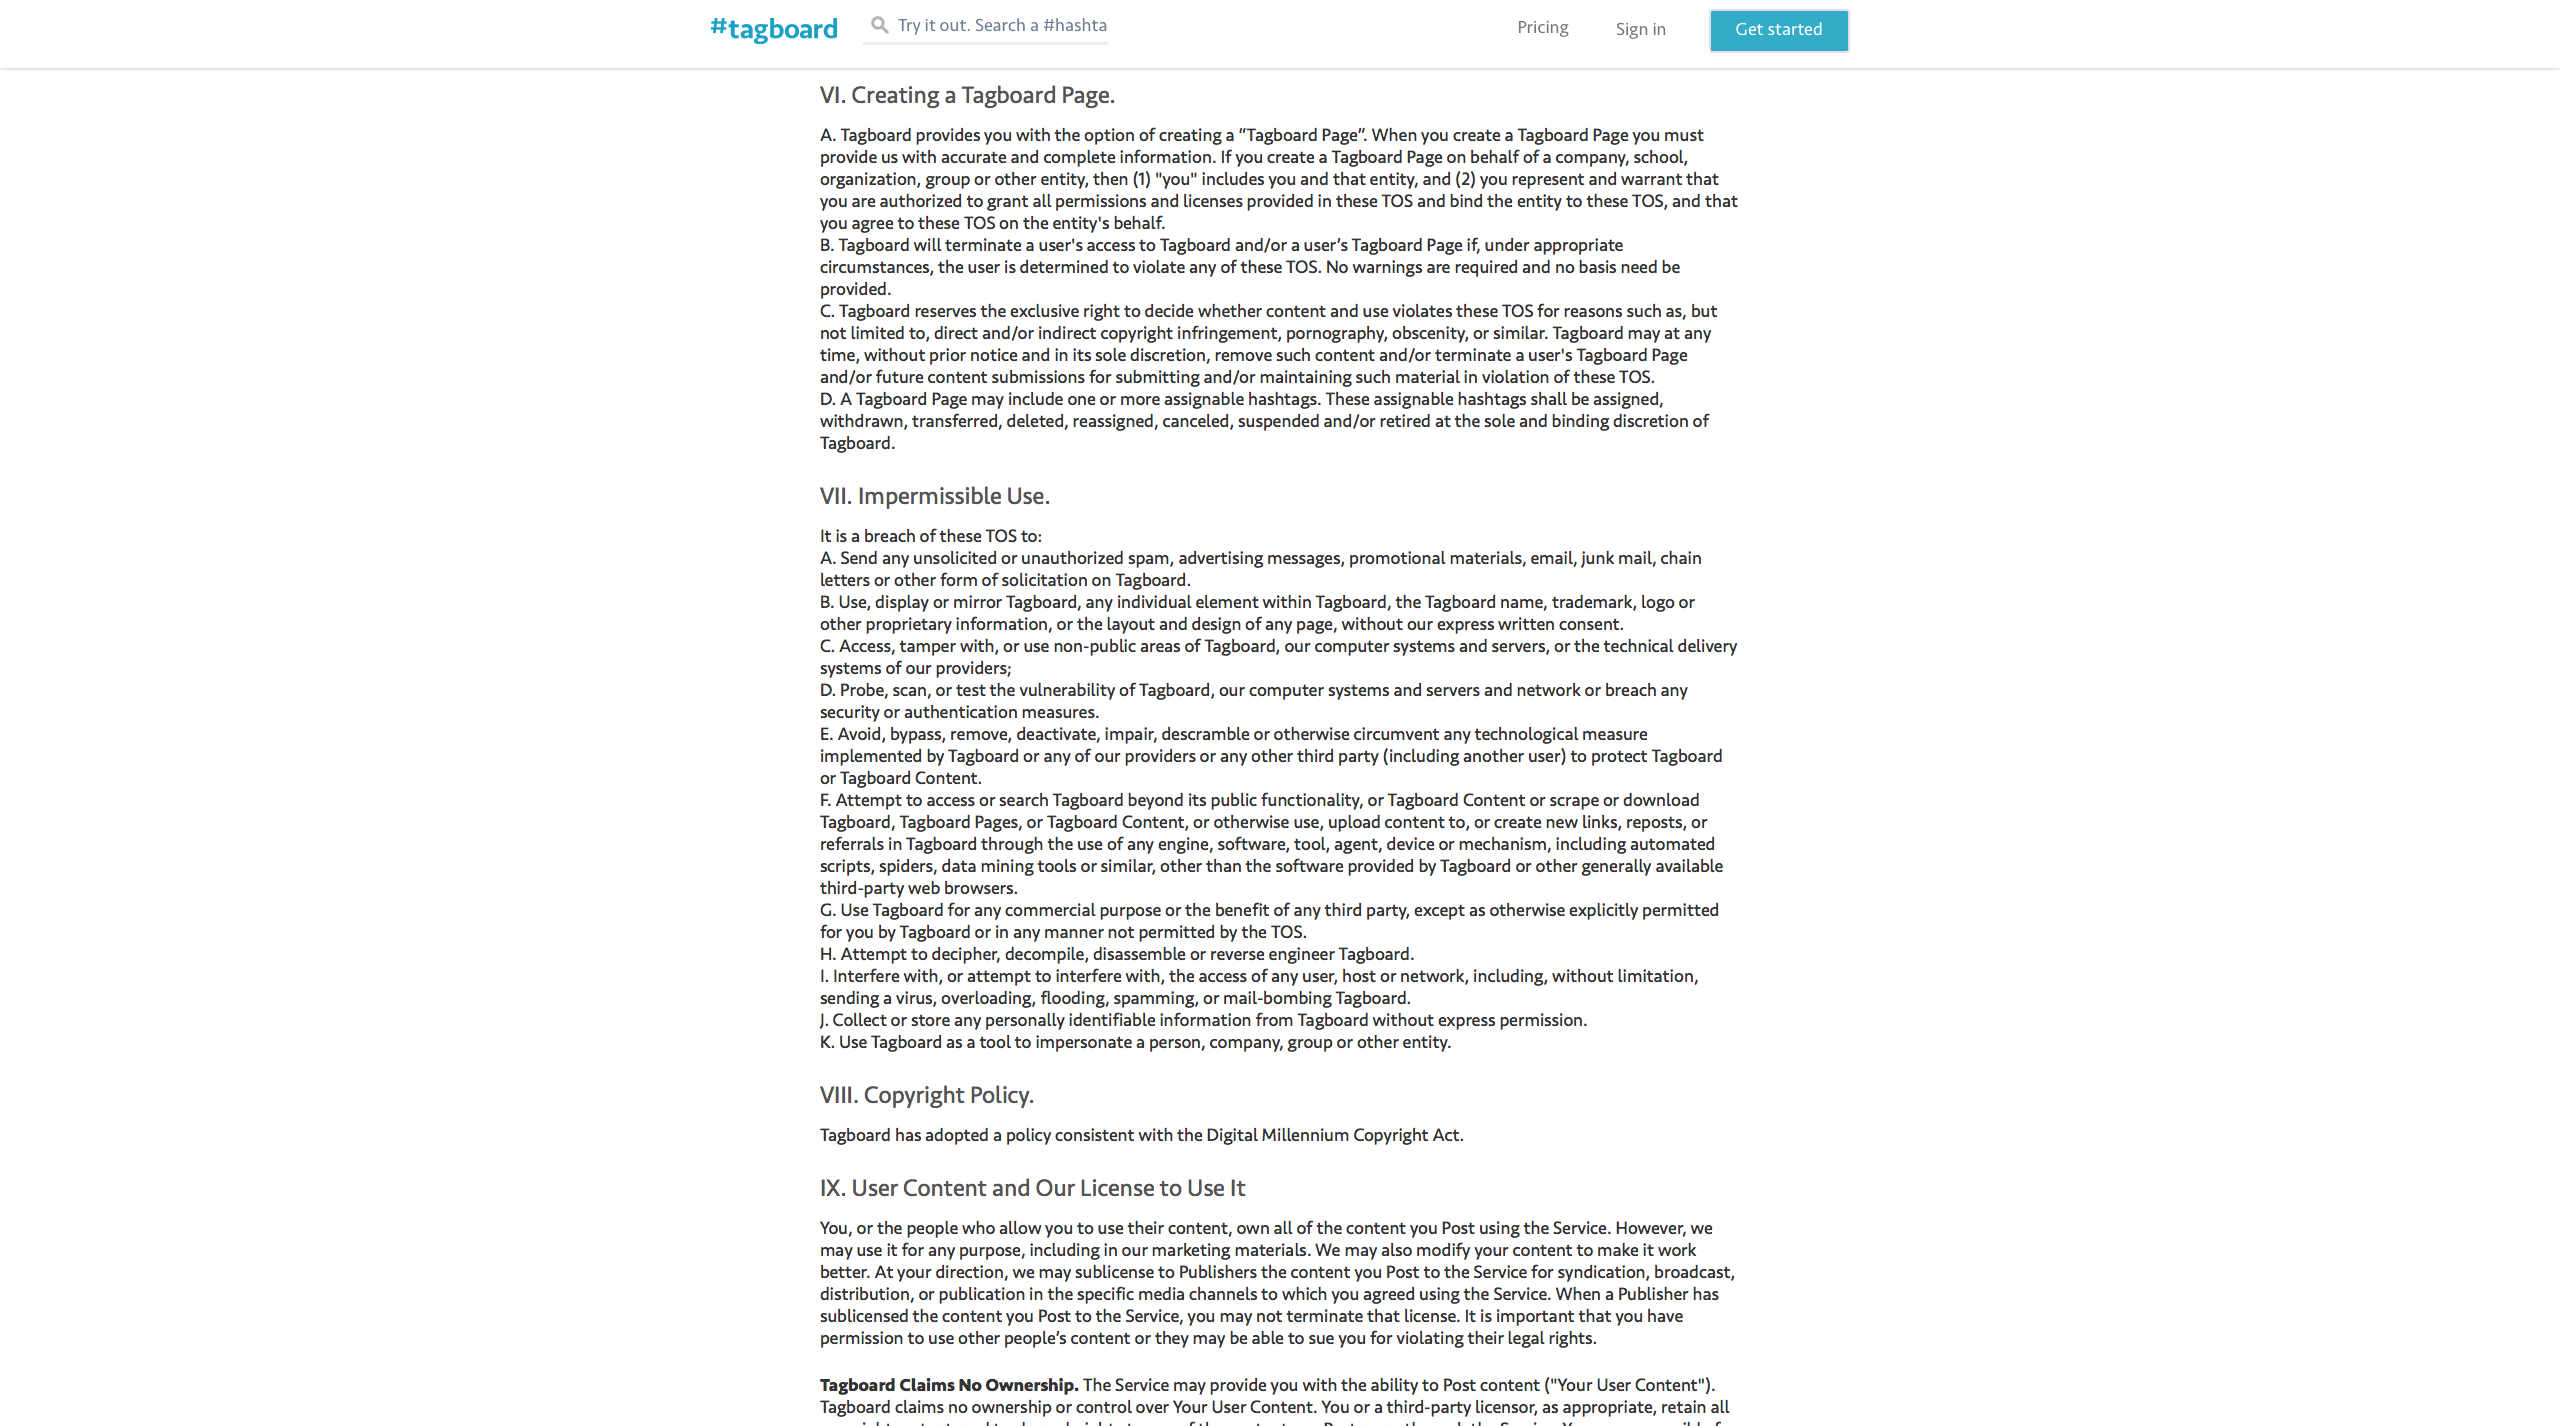 #tagboard
Try it out. Search a #hashta
Pricing
Sign in
Get started
VI. Creating a Tagboard Page.
A. Tagboard provides you with the option of creating a “Tagboard Page”. When you create a Tagboard Page you must
provide us with accurate and complete information. If you create a Tagboard Page on behalf of a company, school,
organization, group or other entity, then (1) "you" includes you and that entity, and (2) you represent and warrant that
you are authorized to grant all permissions and licenses provided in these TOS and bind the entity to these TOS, and that
you agree to these TOS on the entity's behalf.
B. Tagboard will terminate a user's access to Tagboard and/or a user’s Tagboard Page if, under appropriate
circumstances, the user is determined to violate any of these TOS. No warnings are required and no basis need be
provided.
C. Tagboard reserves the exclusive right to decide whether content and use violates these TOS for reasons such as, but
not limited to, direct and/or indirect copyright infringement, pornography, obscenity, or similar. Tagboard may at any
time, without prior notice and in its sole discretion, remove such content and/or terminate a user's Tagboard Page
and/or future content submissions for submitting and/or maintaining such material in violation of these TOS.
D. A Tagboard Page may include one or more assignable hashtags. These assignable hashtags shall be assigned,
withdrawn, transferred, deleted, reassigned, canceled, suspended and/or retired at the sole and binding discretion of
Tagboard.
VII. Impermissible Use.
It is a breach of these TOS to:
A. Send any unsolicited or unauthorized spam, advertising messages, promotional materials, email, junk mail, chain
letters or other form of solicitation on Tagboard.
B. Use, display or mirror Tagboard, any individual element within Tagboard, the Tagboard name, trademark, logo or
other proprietary information, or the layout and design of any page, without our express written consent.
C. Access, tamper with, or use non-public areas of Tagboard, our computer systems and servers, or the technical delivery
systems of our providers;
D. Probe, scan, or test the vulnerability of Tagboard, our computer systems and servers and network or breach any
security or authentication measures.
E. Avoid, bypass, remove, deactivate, impair, descramble or otherwise circumvent any technological measure
implemented by Tagboard or any of our providers or any other third party (including another user) to protect Tagboard
or Tagboard Content.
F. Attempt to access or search Tagboard beyond its public functionality, or Tagboard Content or scrape or download
Tagboard, Tagboard Pages, or Tagboard Content, or otherwise use, upload content to, or create new links, reposts, or
referrals in Tagboard through the use of any engine, software, tool, agent, device or mechanism, including automated
scripts, spiders, data mining tools or similar, other than the software provided by Tagboard or other generally available
third-party web browsers.
G. Use Tagboard for any commercial purpose or the benefit of any third party, except as otherwise explicitly permitted
for you by Tagboard or in any manner not permitted by the TOS.
H. Attempt to decipher, decompile, disassemble or reverse engineer Tagboard.
I. Interfere with, or attempt to interfere with, the access of any user, host or network, including, without limitation,
sending a virus, overloading, flooding, spamming, or mail-bombing Tagboard.
J. Collect or store any personally identifiable information from Tagboard without express permission.
K. Use Tagboard as a tool to impersonate a person, company, group or other entity.
VIII. Copyright Policy.
Tagboard has adopted a policy consistent with the Digital Millennium Copyright Act.
IX. User Content and Our License to Use It
You, or the people who allow you to use their content, own all of the content you Post using the Service. However, we
may use it for any purpose, including in our marketing materials. We may also modify your content to make it work
better. At your direction, we may sublicense to Publishers the content you Post to the Service for syndication, broadcast,
distribution, or publication in the specific media channels to which you agreed using the Service. When a Publisher has
sublicensed the content you Post to the Service, you may not terminate that license. It is important that you have
permission to use other people’s content or they may be able to sue you for violating their legal rights.
Tagboard Claims No Ownership. The Service may provide you with the ability to Post content ("Your User Content").
Tagboard claims no ownership or control over Your User Content. You or a third-party licensor, as appropriate, retain all